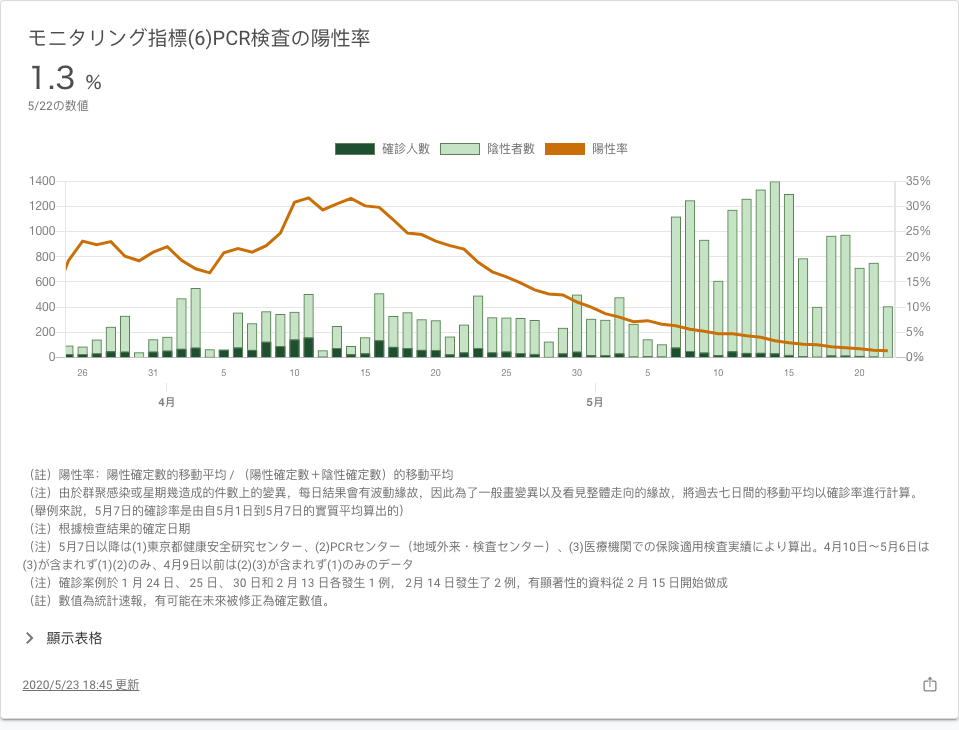 モニタリング指標(6)PCR検査の陽性率
1.3 %
5/22の数値
確診人数 陰性者數 陽性率
1400 35%
1200 30%
1000 25%
800 20%
600 15%
400 10%
200 5%
0 0%
26 31 5 10 15 20 25 30 5 10 15 20
4月 5月
（註）陽性率：陽性確定數的移動平均 / （陽性確定數＋陰性確定數）的移動平均
（注）由於群聚感染或星期幾造成的件數上的變異，每日結果會有波動緣故，因此為了一般畫變異以及看見整體走向的緣故，將過去七日間的移動平均以確診率進行計算。
（舉例來說，5月7日的確診率是由自5月1日到5月7日的實質平均算出的）
（注）根據檢查結果的確定日期
（注）5月7日以降は(1)東京都健康安全研究センター、(2)PCRセンター（地域外来・検査センター）、(3)医療機関での保険適用検査実績により算出。4月10日～5月6日は
(3)が含まれず(1)(2)のみ、4月9日以前は(2)(3)が含まれず(1)のみのデータ
（注）確診案例於 1 月 24 日、 25 日、 30 日和 2 月 13 日各發生 1 例， 2月 14 日發生了 2 例，有顯著性的資料從 2 月 15 日開始做成
（註）數值為統計速報，有可能在未來被修正為確定數值。
顯示表格
2020/5/23 18:45 更新